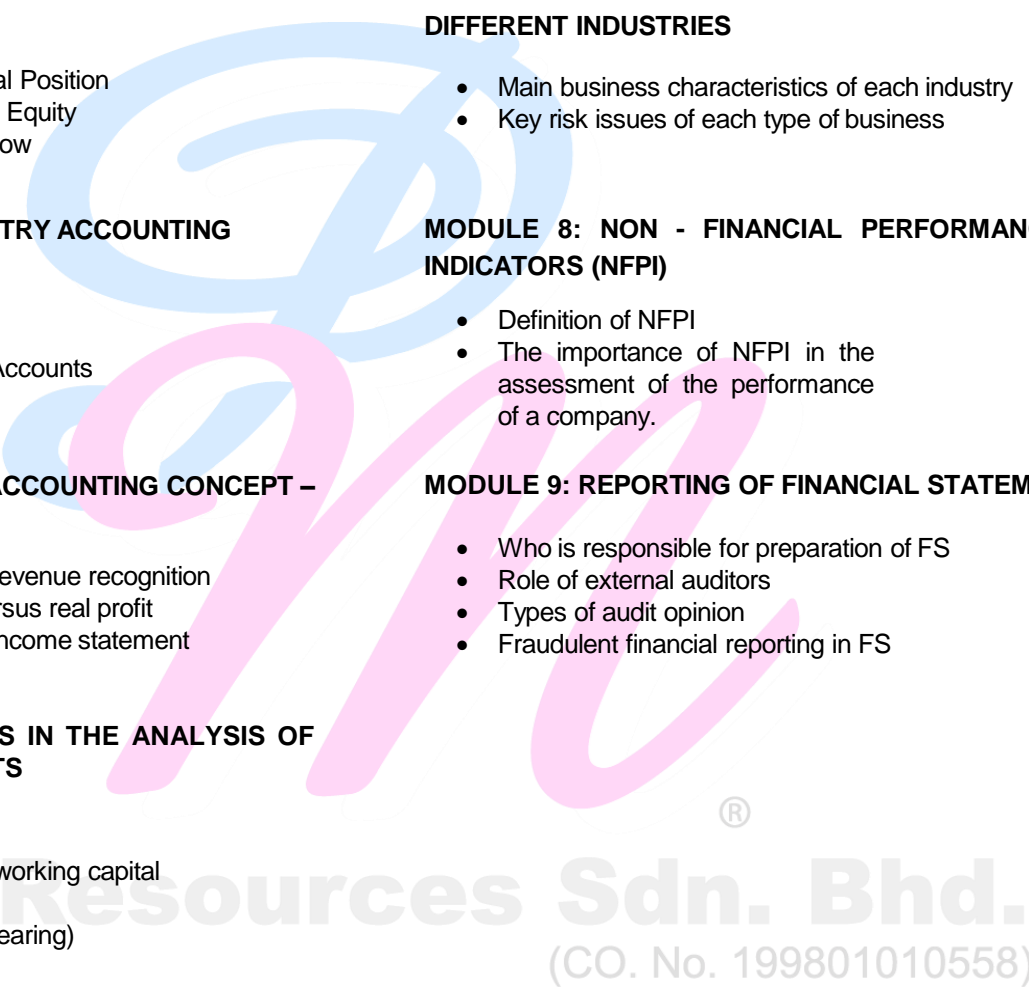 al Position
Equity
ow
TRY ACCOUNTING
Accounts
ACCOUNTING CONCEPT –
evenue recognition
rsus real profit
ncome statement
S IN THE ANALYSIS OF
TS
working capital
earing)
DIFFERENT INDUSTRIES
• Main business characteristics of each industry
• Key risk issues of each type of business
MODULE 8: NON - FINANCIAL PERFORMANC
INDICATORS (NFPI)
• Definition of NFPI
• The importance of NFPI in the
assessment of the performance
of a company.
MODULE 9: REPORTING OF FINANCIAL STATEM
• Who is responsible for preparation of FS
• Role of external auditors
• Types of audit opinion
• Fraudulent financial reporting in FS
®
Resources Sdn. Bhd.
(CO. No. 199801010558)